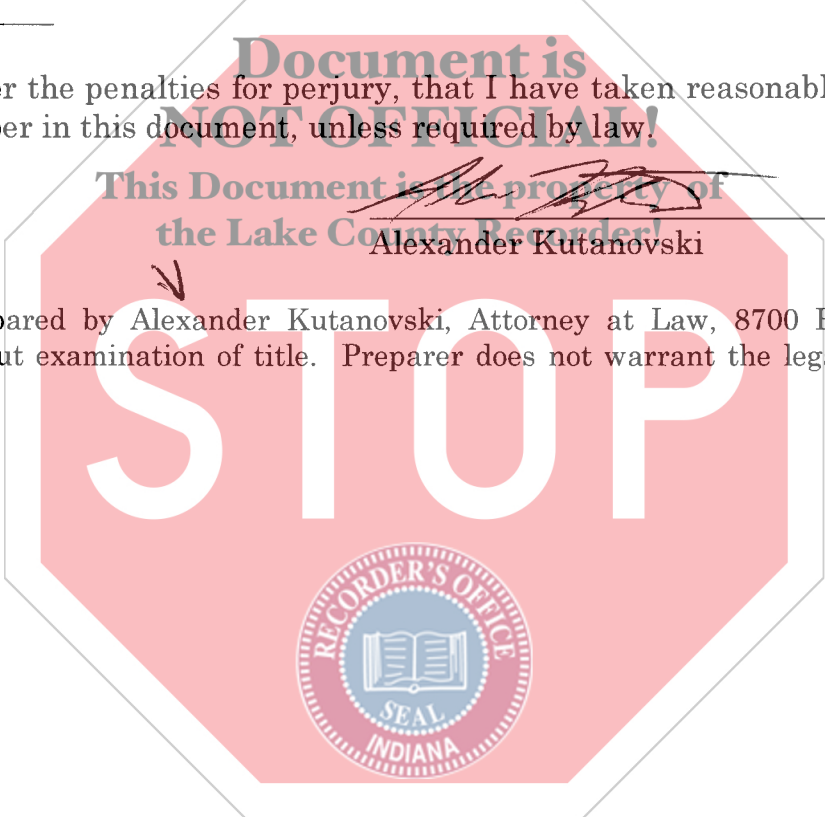 Document is
er the penalties for perjury, that I have taken reasonabl
NOT OFFICIAL!
ber in this document, unless required by law.
This Document is the property of
the Lake County Recorder!
Alexander Kutanovski
pared by Alexander Kutanovski, Attorney at Law, 8700 B
ut examination of title. Preparer does not warrant the lega
STOP
RECORDER'S OFFICE
SEAL
INDIANA